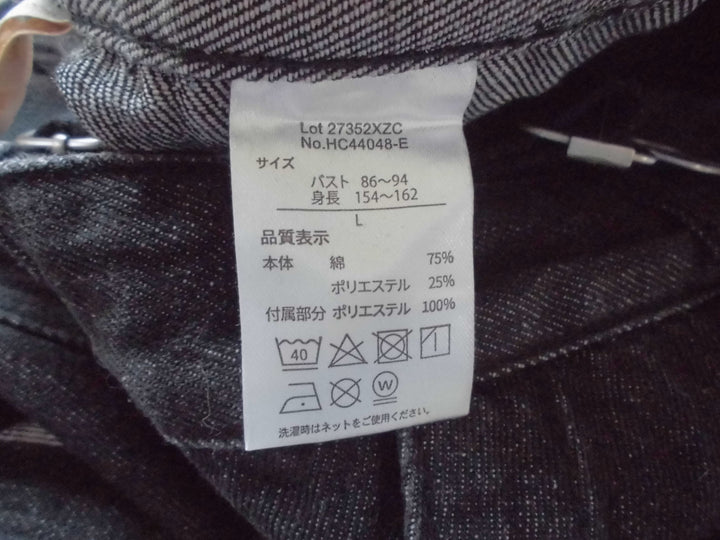 Lot 27352XZC
No.HC44048-E
サイズ
バスト 86～94
身長 154～162
L
品質表示
本体 綿 75%
ポリエステル 25%
付属部分 ポリエステル 100%
40
W
洗濯時はネットをご使用ください。